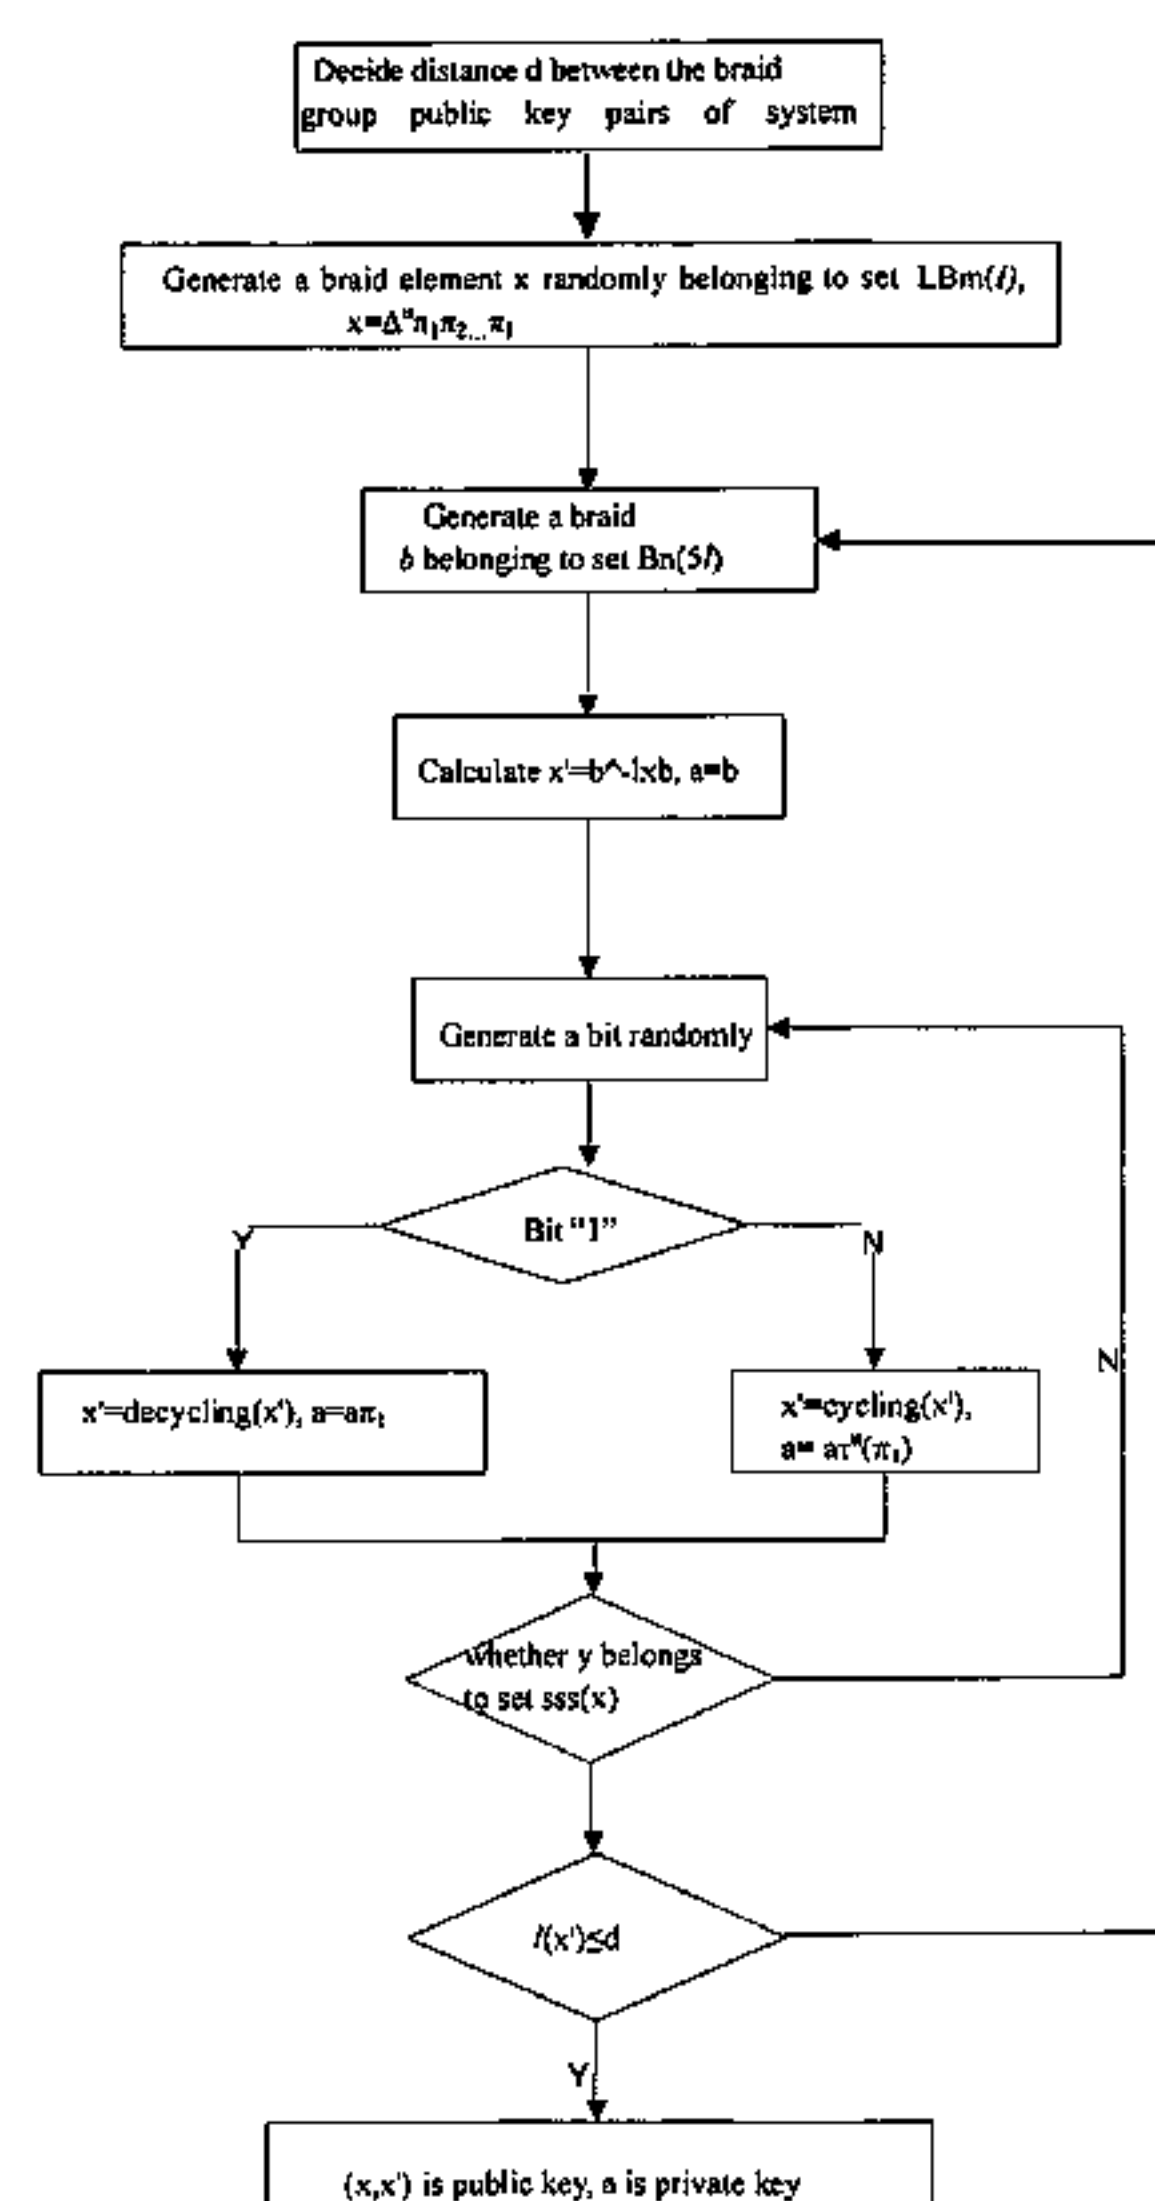 Decide distance d between the braid
group public key pairs of system
Generate a braid element x randomly belonging to set LBm(l),
x=Δᵘπ₁π₂...πₗ
Generate a braid
b belonging to set Bn(5l)
Calculate x'=b^-1xb, a=b
Generate a bit randomly
Bit "1"
Y
N
x'=decycling(x'), a=aπₗ
x'=cycling(x'),
a= aτᵘ(π₁)
N
whether y belongs
to set sss(x)
l(x')≤d
Y
(x,x') is public key, a is private key